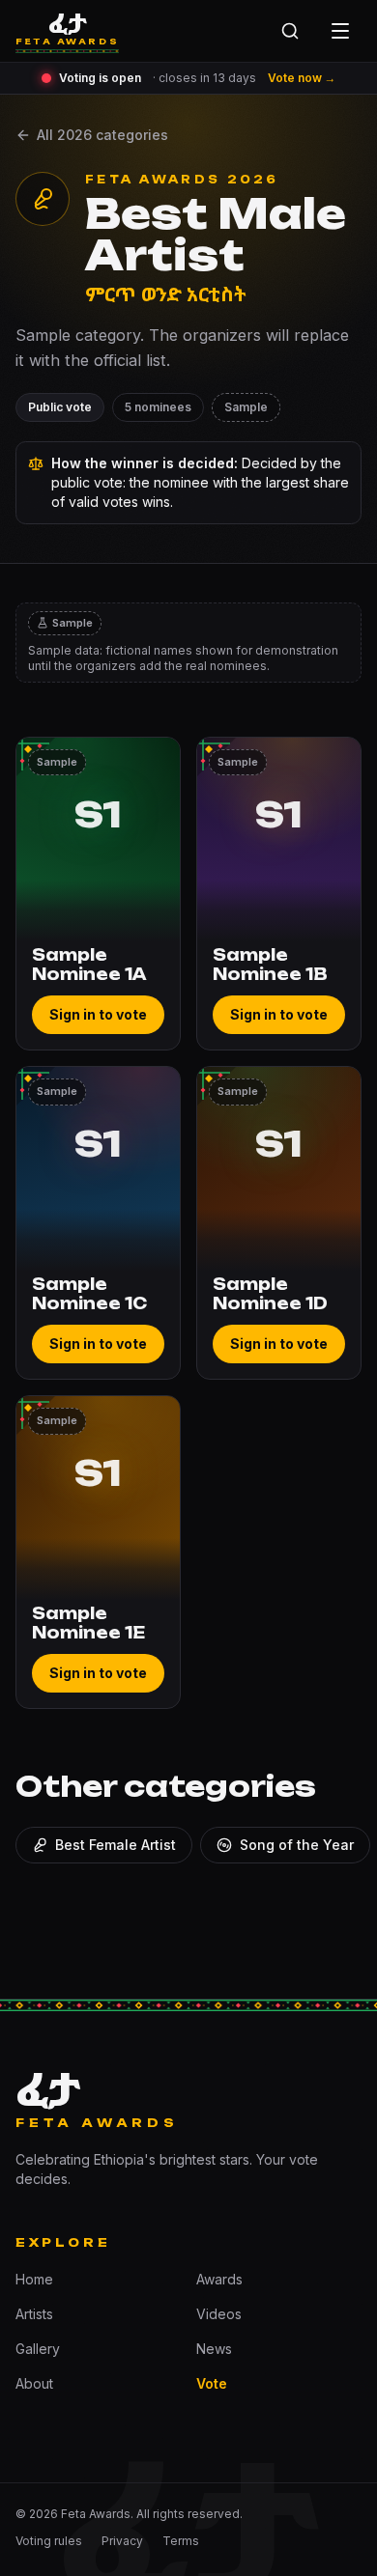 ፈታ
FETA AWARDS
Voting is open · closes in 13 days Vote now →
← All 2026 categories
FETA AWARDS 2026
Best Male
Artist
ምርጥ ወንድ አርቲስት
Sample category. The organizers will replace
it with the official list.
Public vote 5 nominees Sample
How the winner is decided: Decided by the
public vote: the nominee with the largest share
of valid votes wins.
Sample
Sample data: fictional names shown for demonstration
until the organizers add the real nominees.
Sample
S1
Sample
Nominee 1A
Sign in to vote
Sample
S1
Sample
Nominee 1B
Sign in to vote
Sample
S1
Sample
Nominee 1C
Sign in to vote
Sample
S1
Sample
Nominee 1D
Sign in to vote
Sample
S1
Sample
Nominee 1E
Sign in to vote
Other categories
Best Female Artist Song of the Year
ፈታ
FETA AWARDS
Celebrating Ethiopia's brightest stars. Your vote
decides.
EXPLORE
Home Awards
Artists Videos
Gallery News
About Vote
ፈታ
© 2026 Feta Awards. All rights reserved.
Voting rules Privacy Terms